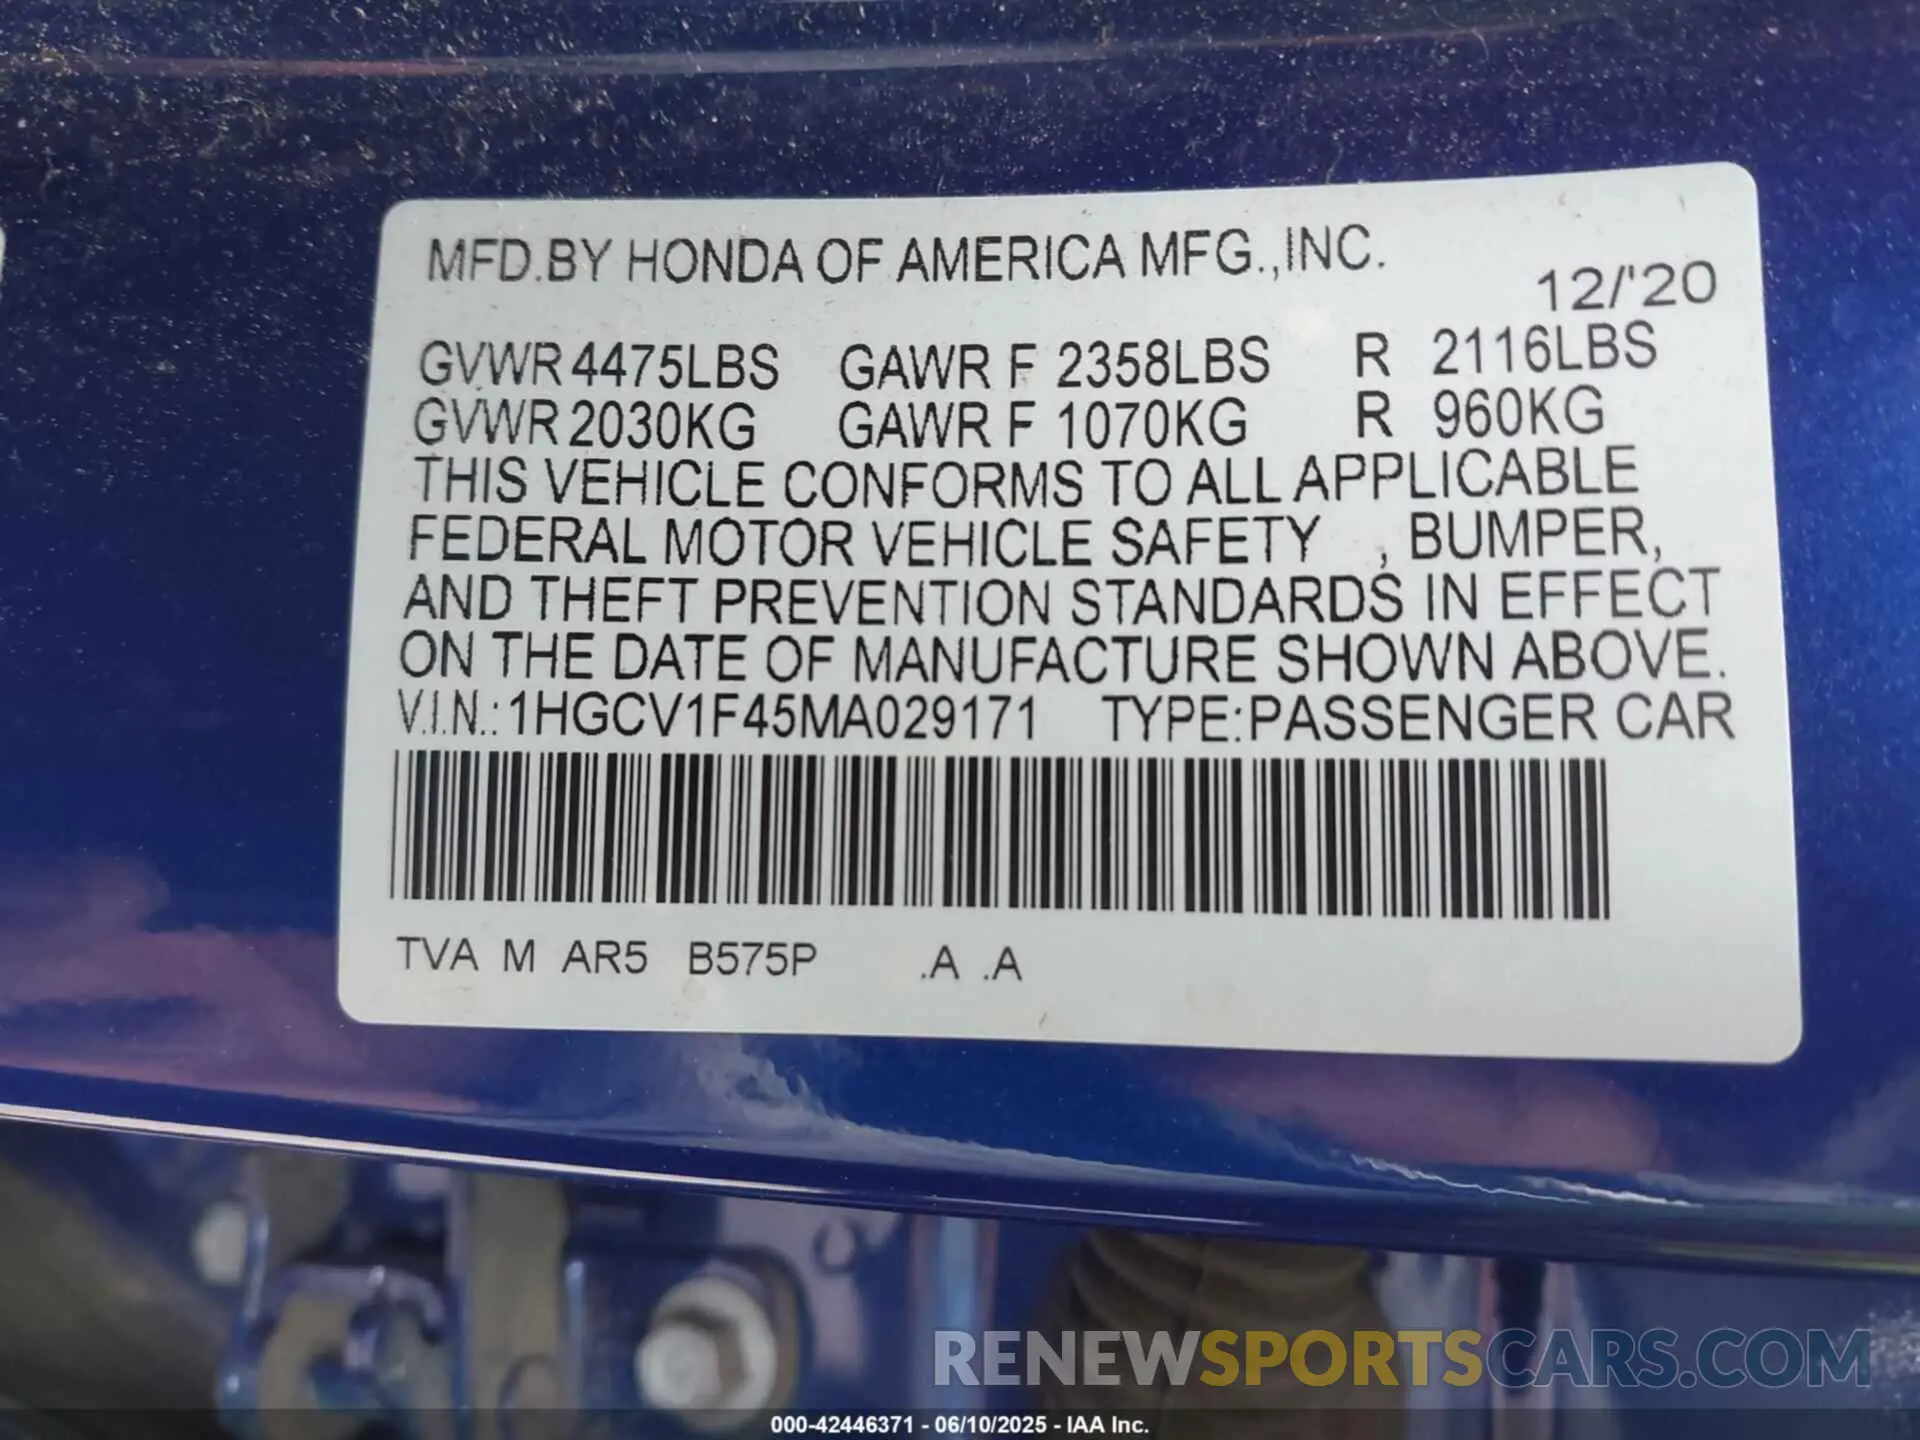 MFD.BY HONDA OF AMERICA MFG.,INC.
12/'20
GVWR 4475LBS GAWR F 2358LBS R 2116LBS
GVWR 2030KG GAWR F 1070KG R 960KG
THIS VEHICLE CONFORMS TO ALL APPLICABLE
FEDERAL MOTOR VEHICLE SAFETY , BUMPER,
AND THEFT PREVENTION STANDARDS IN EFFECT
ON THE DATE OF MANUFACTURE SHOWN ABOVE.
V.I.N.: 1HGCV1F45MA029171 TYPE:PASSENGER CAR
TVA M AR5 B575P .A .A
RENEWSPORTSCARS.COM
000-42446371 - 06/10/2025 - IAA Inc.